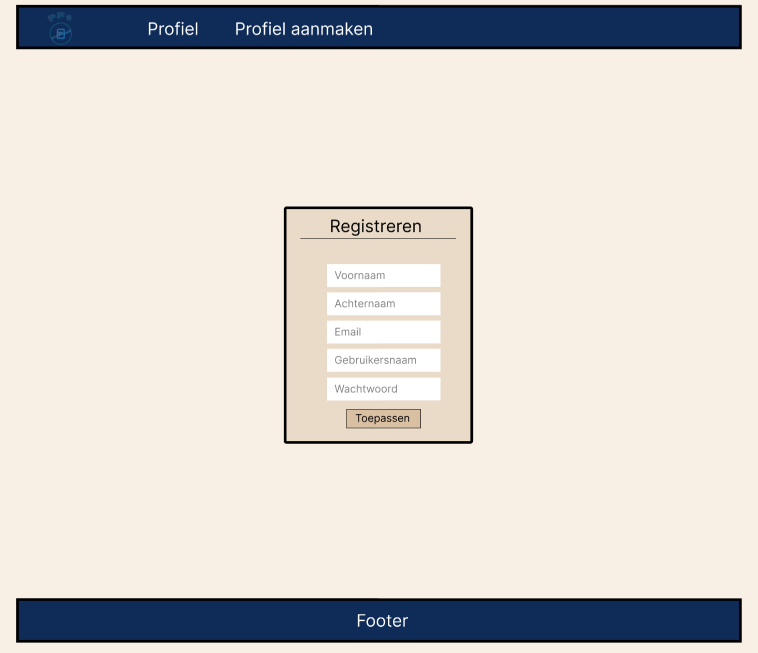 Profiel Profiel aanmaken
Registreren
Voornaam
Achternaam
Email
Gebruikersnaam
Wachtwoord
Toepassen
Footer